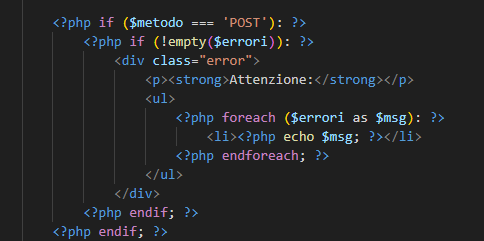 <?php if ($metodo === 'POST'): ?>
<?php if (!empty($errori)): ?>
<div class="error">
<p><strong>Attenzione:</strong></p>
<ul>
<?php foreach ($errori as $msg): ?>
<li><?php echo $msg; ?></li>
<?php endforeach; ?>
</ul>
</div>
<?php endif; ?>
<?php endif; ?>